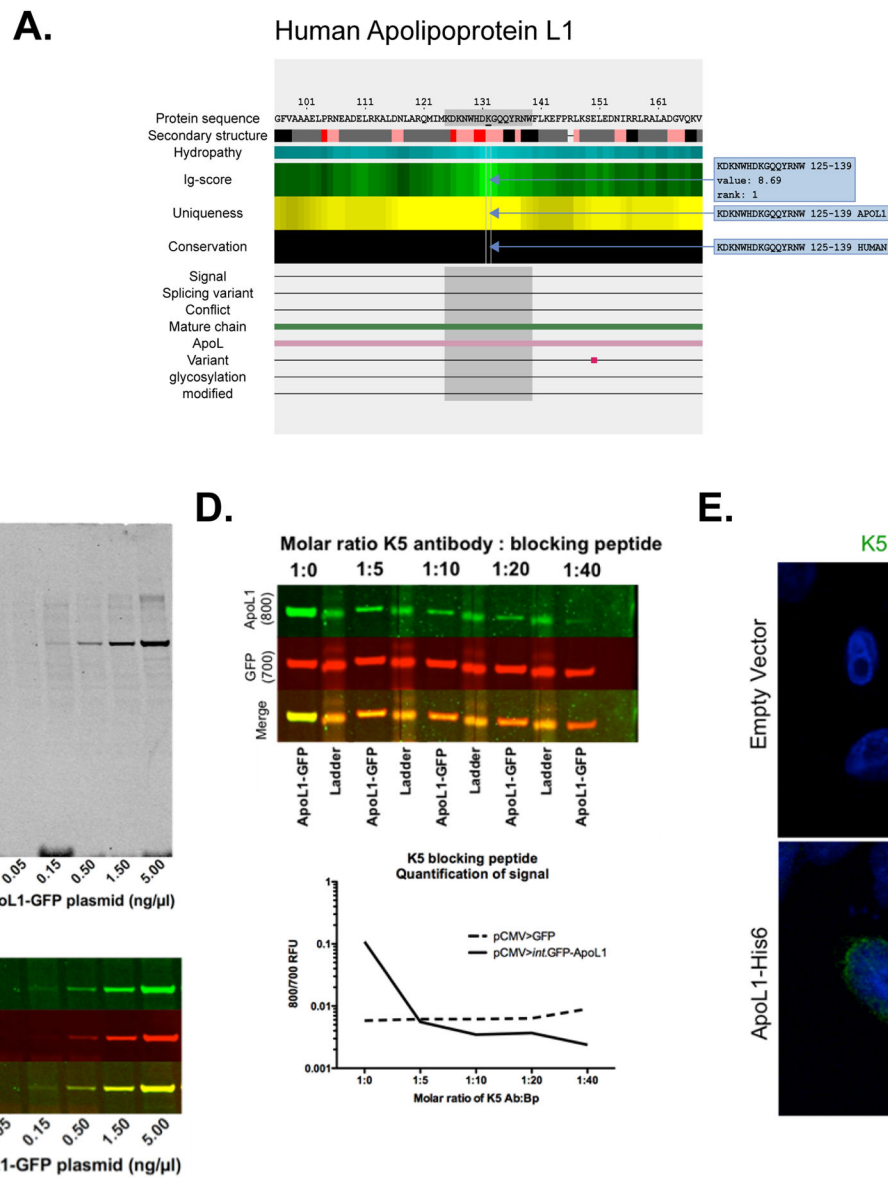 A.
Human Apolipoprotein L1
101 111 121 131 141 151 161
Protein sequence GFVAAAELPRNEADELRKALDNLARQMIMKDKNWHDKGQQYRNWFLKEFPRLKSELEDNIRRLRALADGVQKV
Secondary structure
Hydropathy
Ig-score
Uniqueness
Conservation
KDKNWHDKGQQYRNW 125-139
value: 8.69
rank: 1
KDKNWHDKGQQYRNW 125-139 APOL1
KDKNWHDKGQQYRNW 125-139 HUMAN
Signal
Splicing variant
Conflict
Mature chain
ApoL
Variant
glycosylation
modified
0.05 0.15 0.50 1.50 5.00
oL1-GFP plasmid (ng/µl)
05 0.15 0.50 1.50 5.00
1-GFP plasmid (ng/µl)
D.
Molar ratio K5 antibody : blocking peptide
1:0 1:5 1:10 1:20 1:40
ApoL1
(800)
GFP
(700)
Merge
ApoL1-GFP Ladder ApoL1-GFP Ladder ApoL1-GFP Ladder ApoL1-GFP Ladder ApoL1-GFP
K5 blocking peptide
Quantification of signal
800/700 RFU
1
0.1
0.01
0.001
pCMV>GFP
pCMV>int.GFP-ApoL1
1:0 1:5 1:10 1:20 1:40
Molar ratio of K5 Ab:Bp
E.
K5
Empty Vector
ApoL1-His6